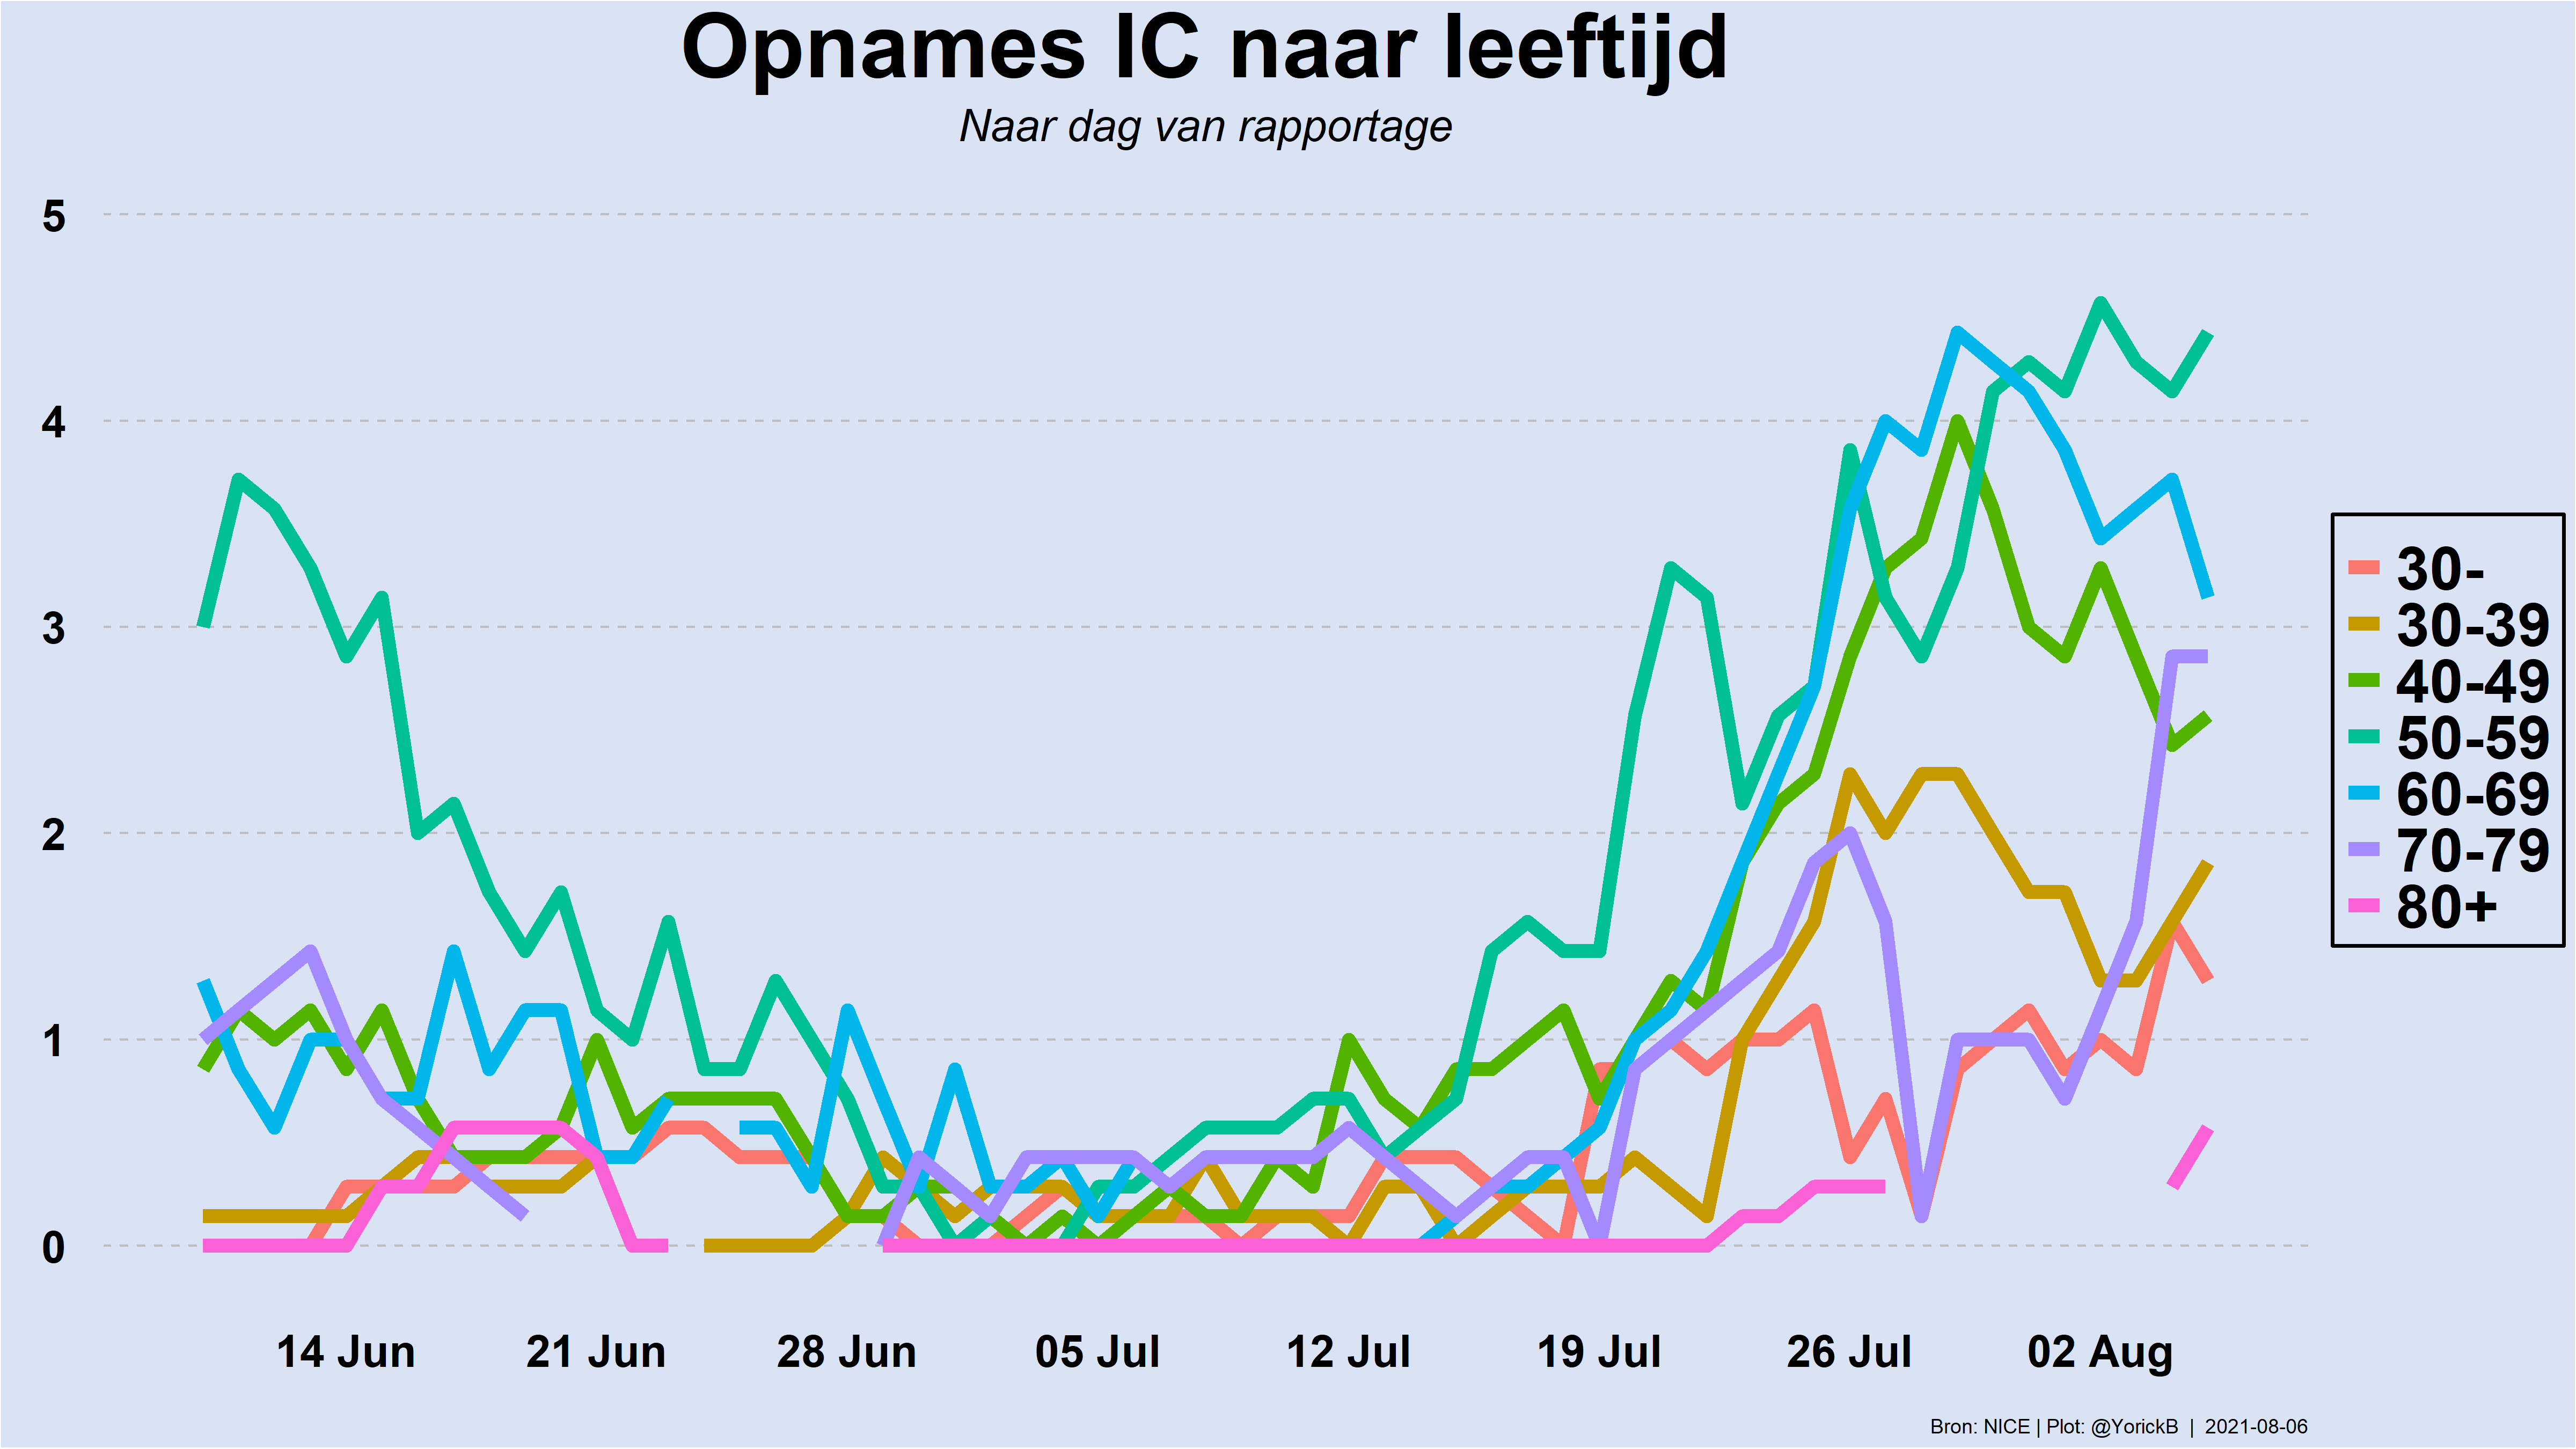 Opnames IC naar leeftijd
Naar dag van rapportage
5
4
3
2
1
0
14 Jun
21 Jun
28 Jun
05 Jul
12 Jul
19 Jul
26 Jul
02 Aug
30-
30-39
40-49
50-59
60-69
70-79
80+
Bron: NICE | Plot: @YorickB | 2021-08-06